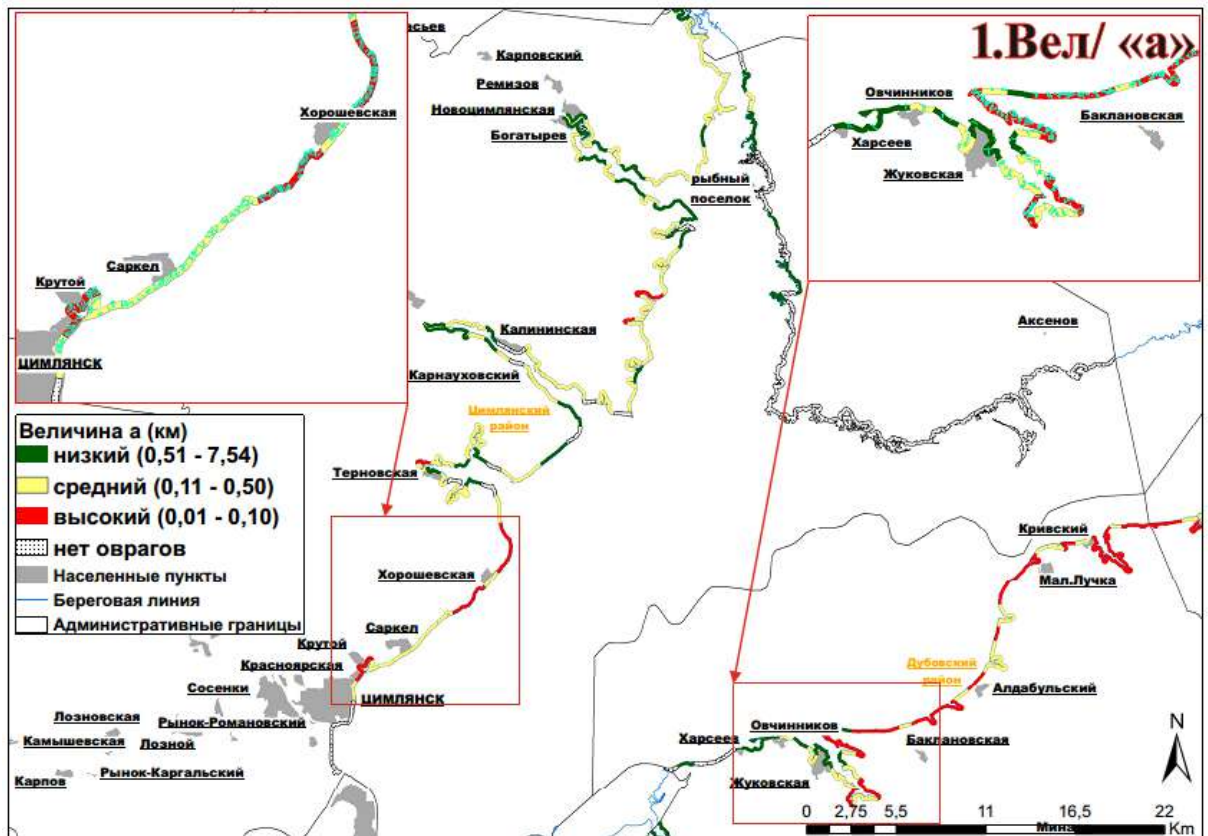 1.Вел/ «а»
асьев
Карповский
Ремизов
Новоцимлянская
Богатырев
рыбный
поселок
Хорошевская
Саркел
Крутой
ЦИМЛЯНСК
Овчинников
Баклановская
Харсеев
Жуковская
Аксенов
Калининская
Карнауховский
Цимлянский
район
Терновская
Величина а (км)
низкий (0,51 - 7,54)
средний (0,11 - 0,50)
высокий (0,01 - 0,10)
нет оврагов
Населенные пункты
Береговая линия
Административные границы
Хорошевская
Саркел
Крутой
Красноярская
Сосенки
ЦИМЛЯНСК
Лозновская
Рынок-Романовский
Камышевская
Лозной
Карпов
Рынок-Каргальский
Кривский
Мал.Лучка
Дубовский
район
Алдабульский
Овчинников
Харсеев
Баклановская
Жуковская
N
0 2,75 5,5 11 16,5 22
Km
Мина